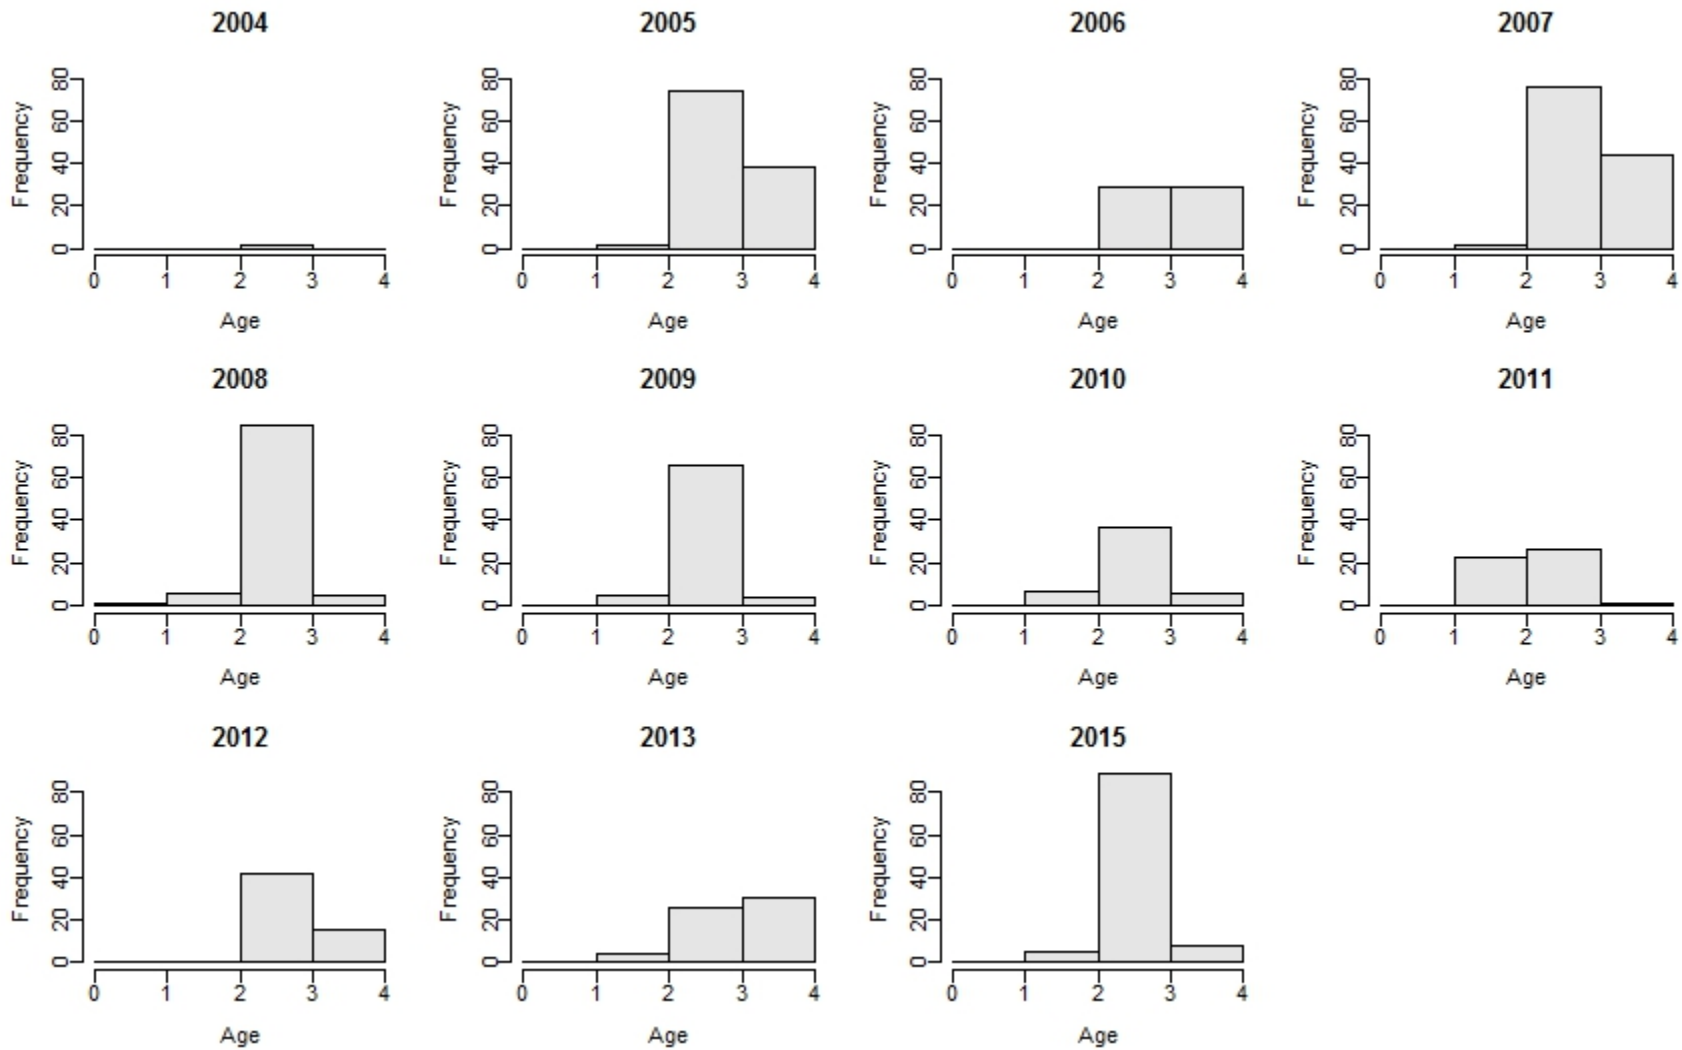 2004 2005 2006 2007
80 80 80 80
60 60 60 60
40 40 40 40
20 20 20 20
0 0 0 0
Frequency Frequency Frequency Frequency
0 1 2 3 4 0 1 2 3 4 0 1 2 3 4 0 1 2 3 4
Age Age Age Age
2008 2009 2010 2011
80 80 80 80
60 60 60 60
40 40 40 40
20 20 20 20
0 0 0 0
Frequency Frequency Frequency Frequency
0 1 2 3 4 0 1 2 3 4 0 1 2 3 4 0 1 2 3 4
Age Age Age Age
2012 2013 2015
80 80 80
60 60 60
40 40 40
20 20 20
0 0 0
Frequency Frequency Frequency
0 1 2 3 4 0 1 2 3 4 0 1 2 3 4
Age Age Age